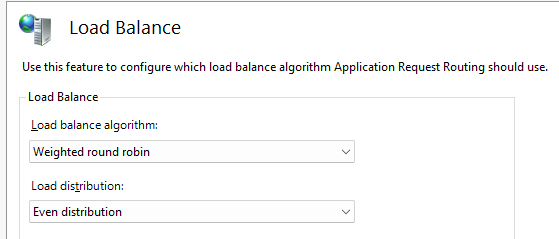 Load Balance
Use this feature to configure which load balance algorithm Application Request Routing should use.
Load Balance
Load balance algorithm:
Weighted round robin
Load distribution:
Even distribution